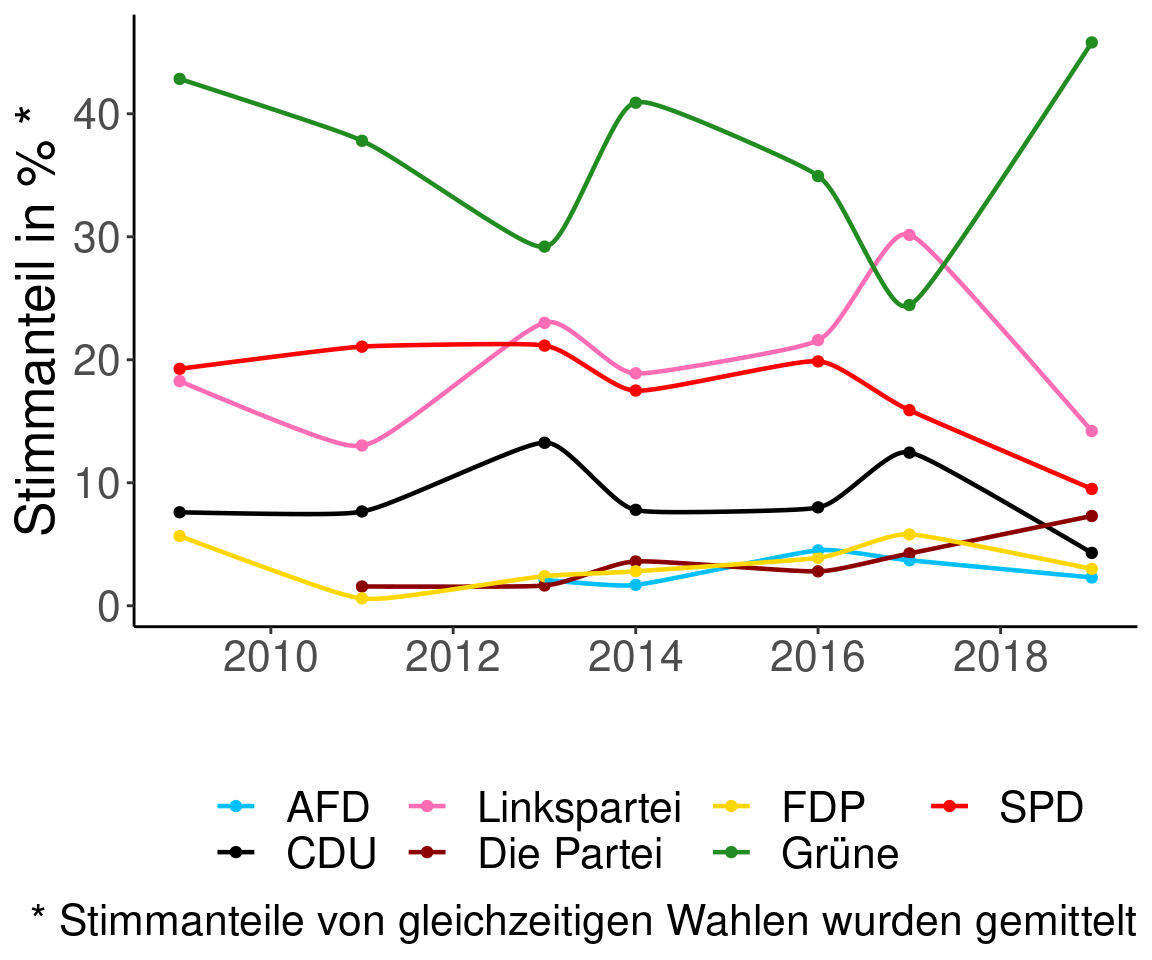 Stimmanteil in % *
40
30
20
10
0
2010 2012 2014 2016 2018
AFD Linkspartei FDP SPD
CDU Die Partei Grüne
* Stimmanteile von gleichzeitigen Wahlen wurden gemittelt